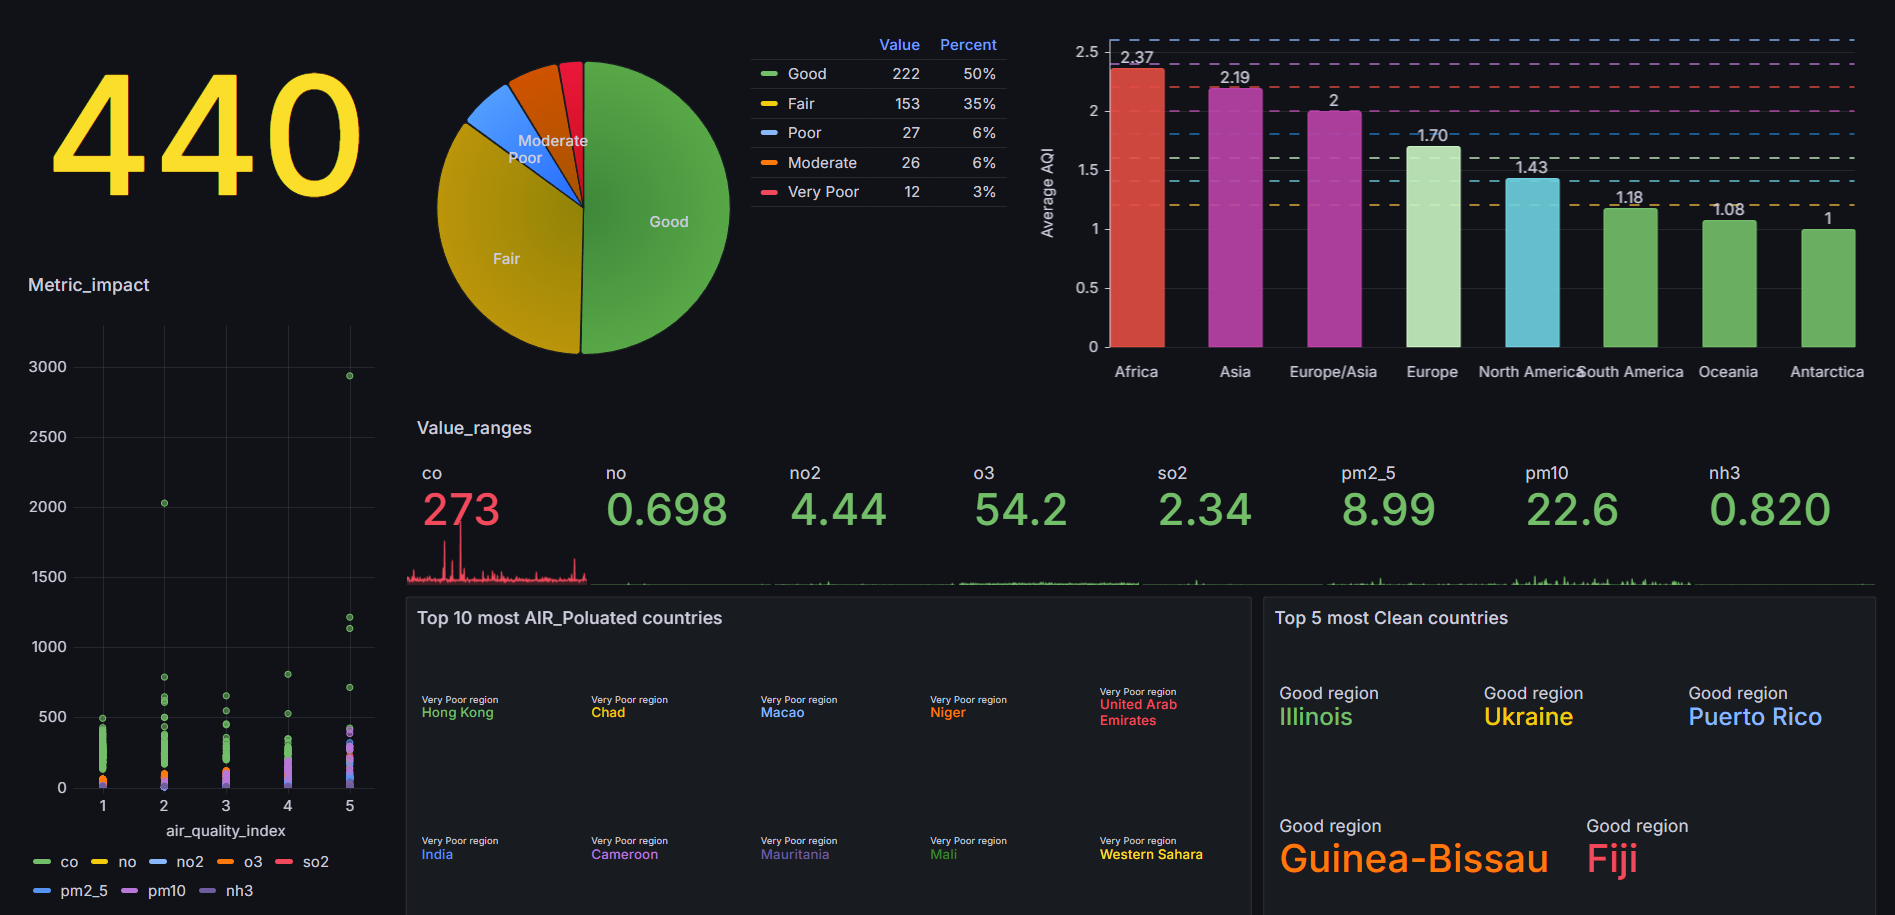 440
Metric_impact
3000
2500
2000
1500
1000
500
0
1 2 3 4 5
air_quality_index
co no no2 o3 so2
pm2_5 pm10 nh3
Moderate
Poor
Good
Fair
Value Percent
Good 222 50%
Fair 153 35%
Poor 27 6%
Moderate 26 6%
Very Poor 12 3%
Average AQI
2.5
2
1.5
1
0.5
0
2.37
2.19
2
1.70
1.43
1.18
1.08
1
Africa Asia Europe/Asia Europe North America South America Oceania Antarctica
Value_ranges
co no no2 o3 so2 pm2_5 pm10 nh3
273 0.698 4.44 54.2 2.34 8.99 22.6 0.820
Top 10 most AIR_Poluated countries
Very Poor region
Hong Kong
Very Poor region
Chad
Very Poor region
Macao
Very Poor region
Niger
Very Poor region
United Arab
Emirates
Very Poor region
India
Very Poor region
Cameroon
Very Poor region
Mauritania
Very Poor region
Mali
Very Poor region
Western Sahara
Top 5 most Clean countries
Good region
Illinois
Good region
Ukraine
Good region
Puerto Rico
Good region
Guinea-Bissau
Good region
Fiji